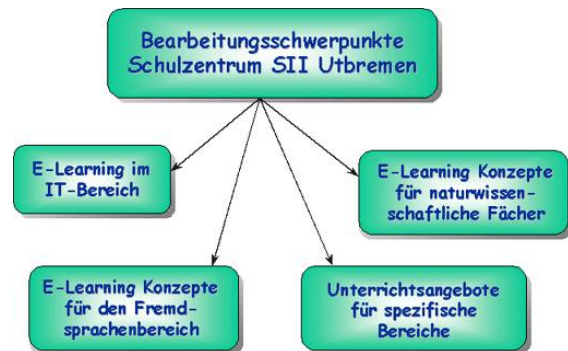 Bearbeitungsschwerpunkte
Schulzentrum SII Utbremen
E-Learning im
IT-Bereich
E-Learning Konzepte
für naturwissen-
schaftliche Fächer
E-Learning Konzepte
für den Fremd-
sprachenbereich
Unterrichtsangebote
für spezifische
Bereiche